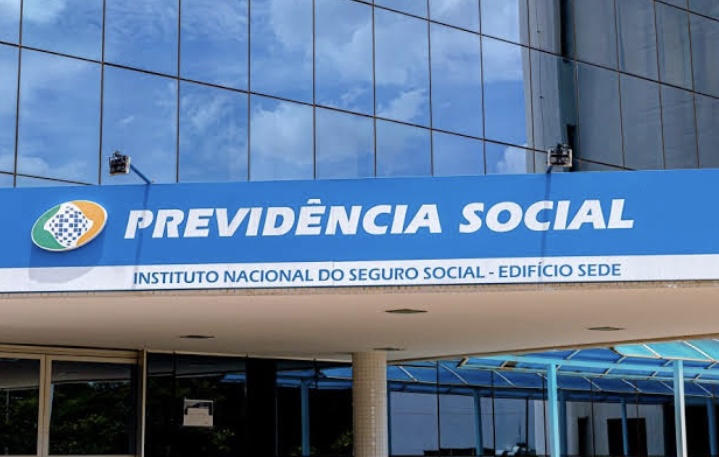 PREVIDÊNCIA SOCIAL
INSTITUTO NACIONAL DO SEGURO SOCIAL - EDIFÍCIO SEDE